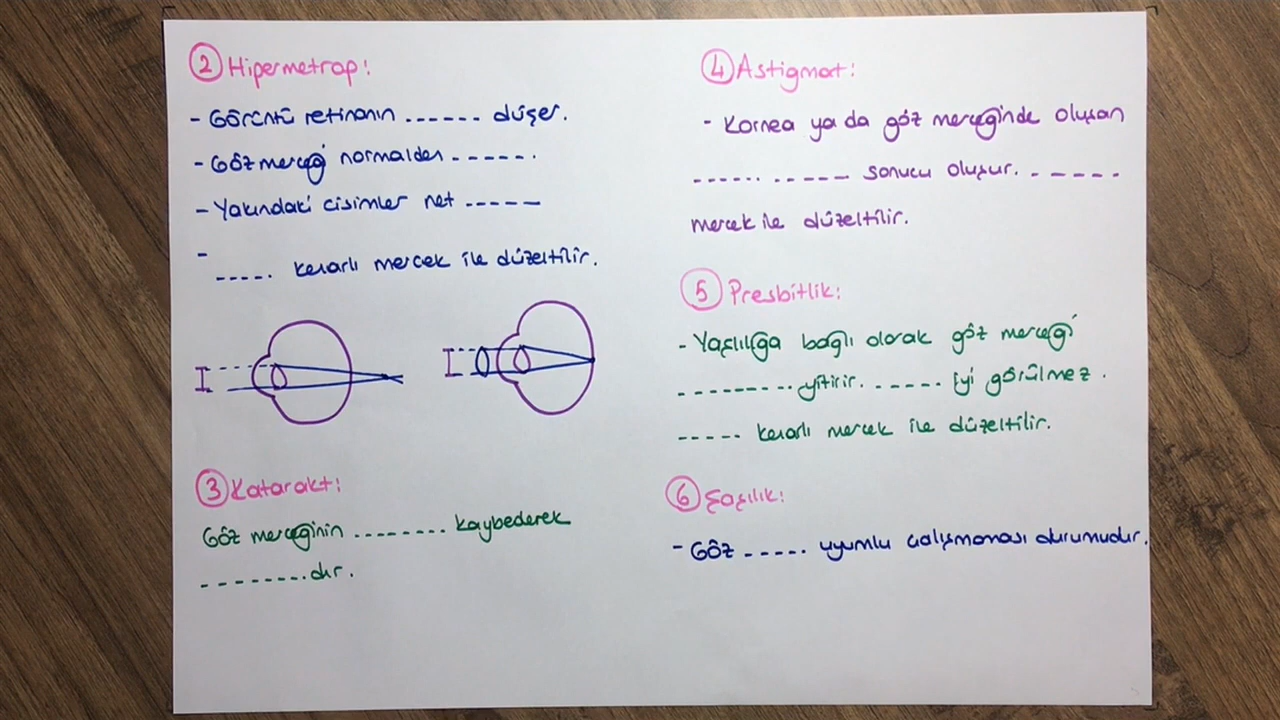 ② Hipermetrop:
- Görüntü retinanın ...... düşer.
- Göz merceği normalden ------.
- Yakındaki cisimler net -----
- ----- kenarlı mercek ile düzeltilir.
③ Katarakt:
Göz merceğinin -------- kaybederek
--------dır.
④ Astigmat:
- Kornea ya da göz merceğinde oluşan
------ ----- sonucu oluşur. -----
mercek ile düzeltilir.
⑤ Presbitlik:
- Yaşlılığa bağlı olarak göz merceği
--------- yitirir. ------ iyi görülmez.
----- kenarlı mercek ile düzeltilir.
⑥ Şaşılık:
- Göz ----- uyumlu çalışmaması durumudur.